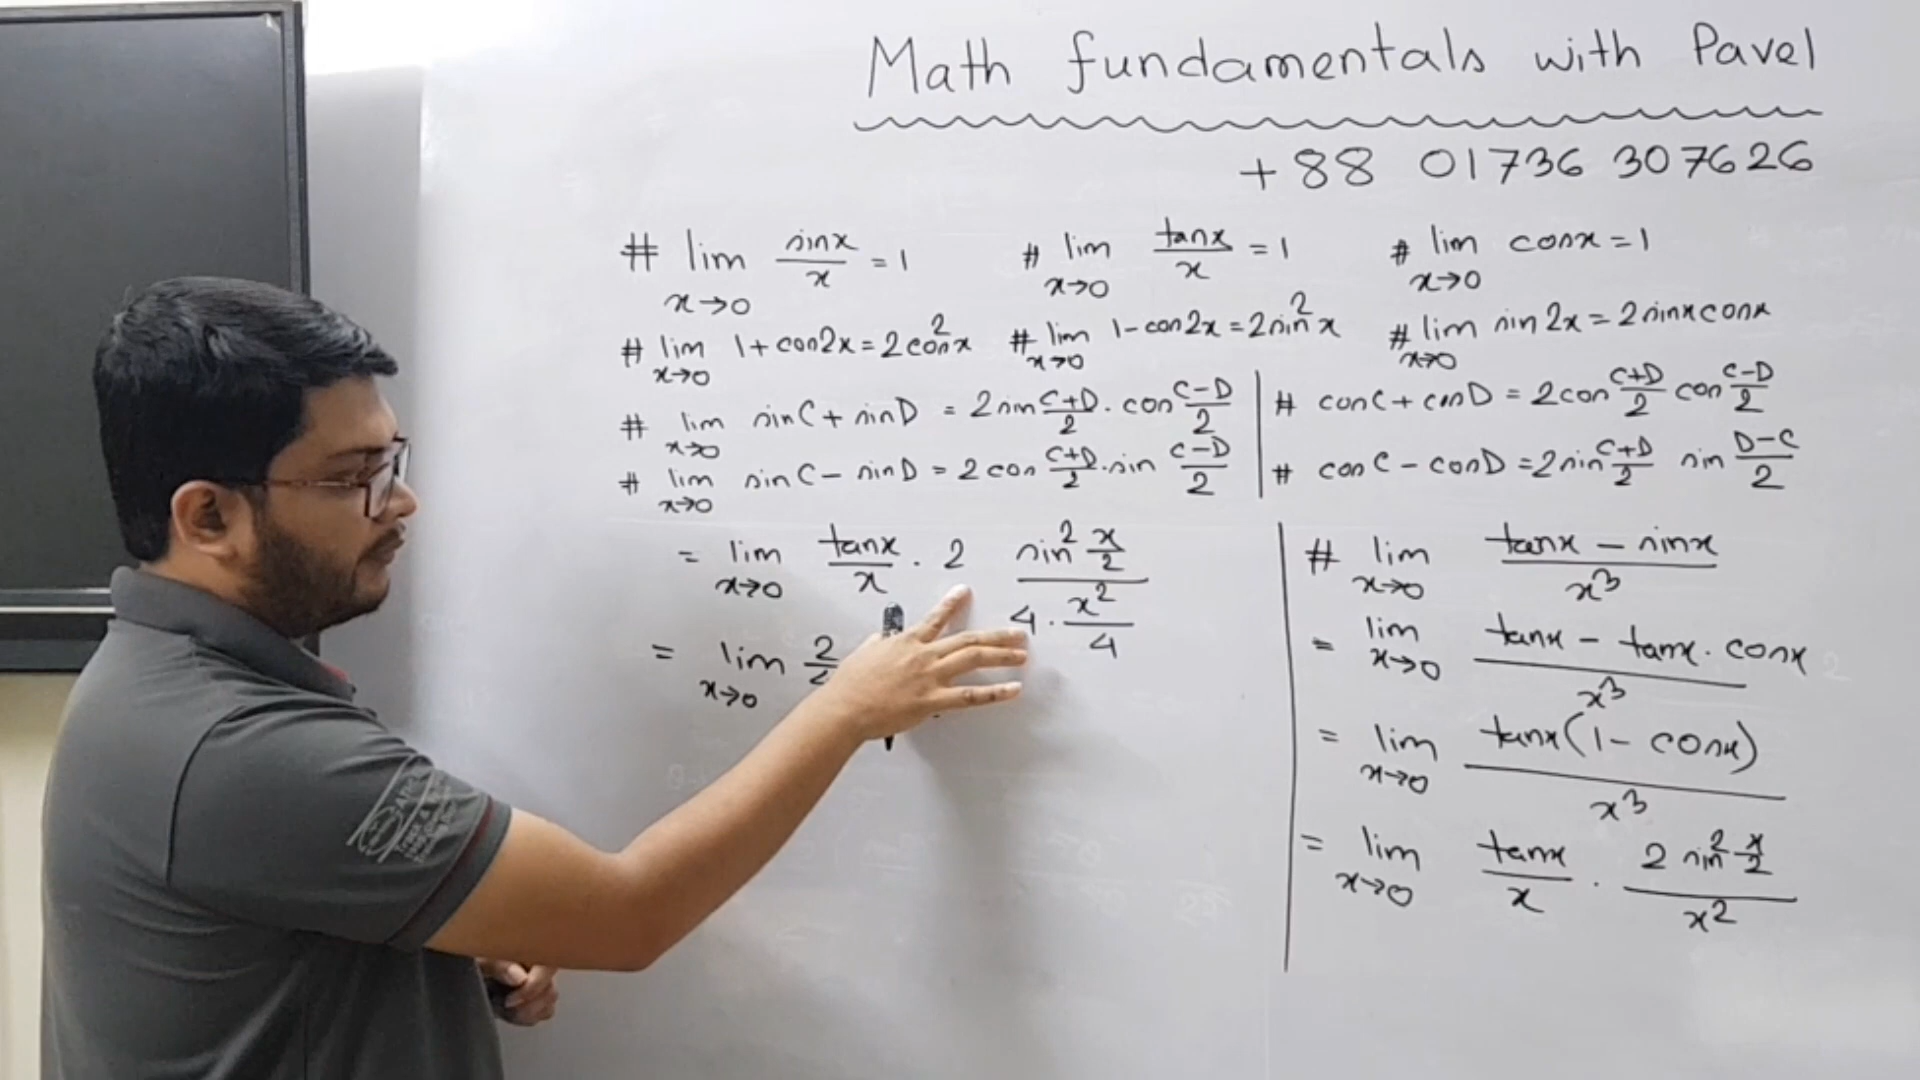 Math fundamentals with Pavel
+88 01736 307626
# lim x→0 sinx/x = 1
# lim x→0 tanx/x = 1
# lim x→0 cosx = 1
# lim x→0 1+cos2x = 2cos²x
# lim x→0 1-cos2x = 2sin²x
# lim x→0 sin2x = 2sinxcosx
# lim x→0 sinC + sinD = 2sin C+D/2 . cos C-D/2
# cosC + cosD = 2cos C+D/2 cos C-D/2
# lim x→0 sinC - sinD = 2cos C+D/2 . sin C-D/2
# cosC - cosD = 2sin C+D/2 sin D-C/2
= lim x→0 tanx/x . 2 sin² x/2 / 4 . x²/4
= lim x→0 2
# lim x→0 tanx - sinx / x³
= lim x→0 tanx - tanx . cosx / x³
= lim x→0 tanx(1- cosx) / x³
= lim x→0 tanx/x . 2 sin² x/2 / x²